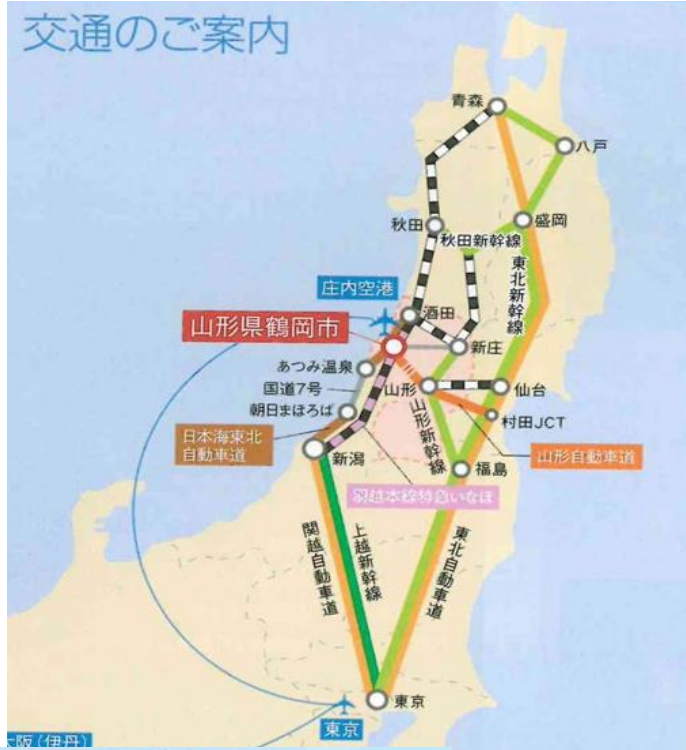 交通のご案内
青森
八戸
秋田
盛岡
秋田新幹線
東北新幹線
庄内空港
酒田
山形県鶴岡市
新庄
あつみ温泉
国道7号
山形
仙台
朝日まほろば
村田JCT
日本海東北
自動車道
山形新幹線
山形自動車道
新潟
福島
羽越本線特急いなほ
関越自動車道
上越新幹線
東北自動車道
東京
東京
大阪(伊丹)